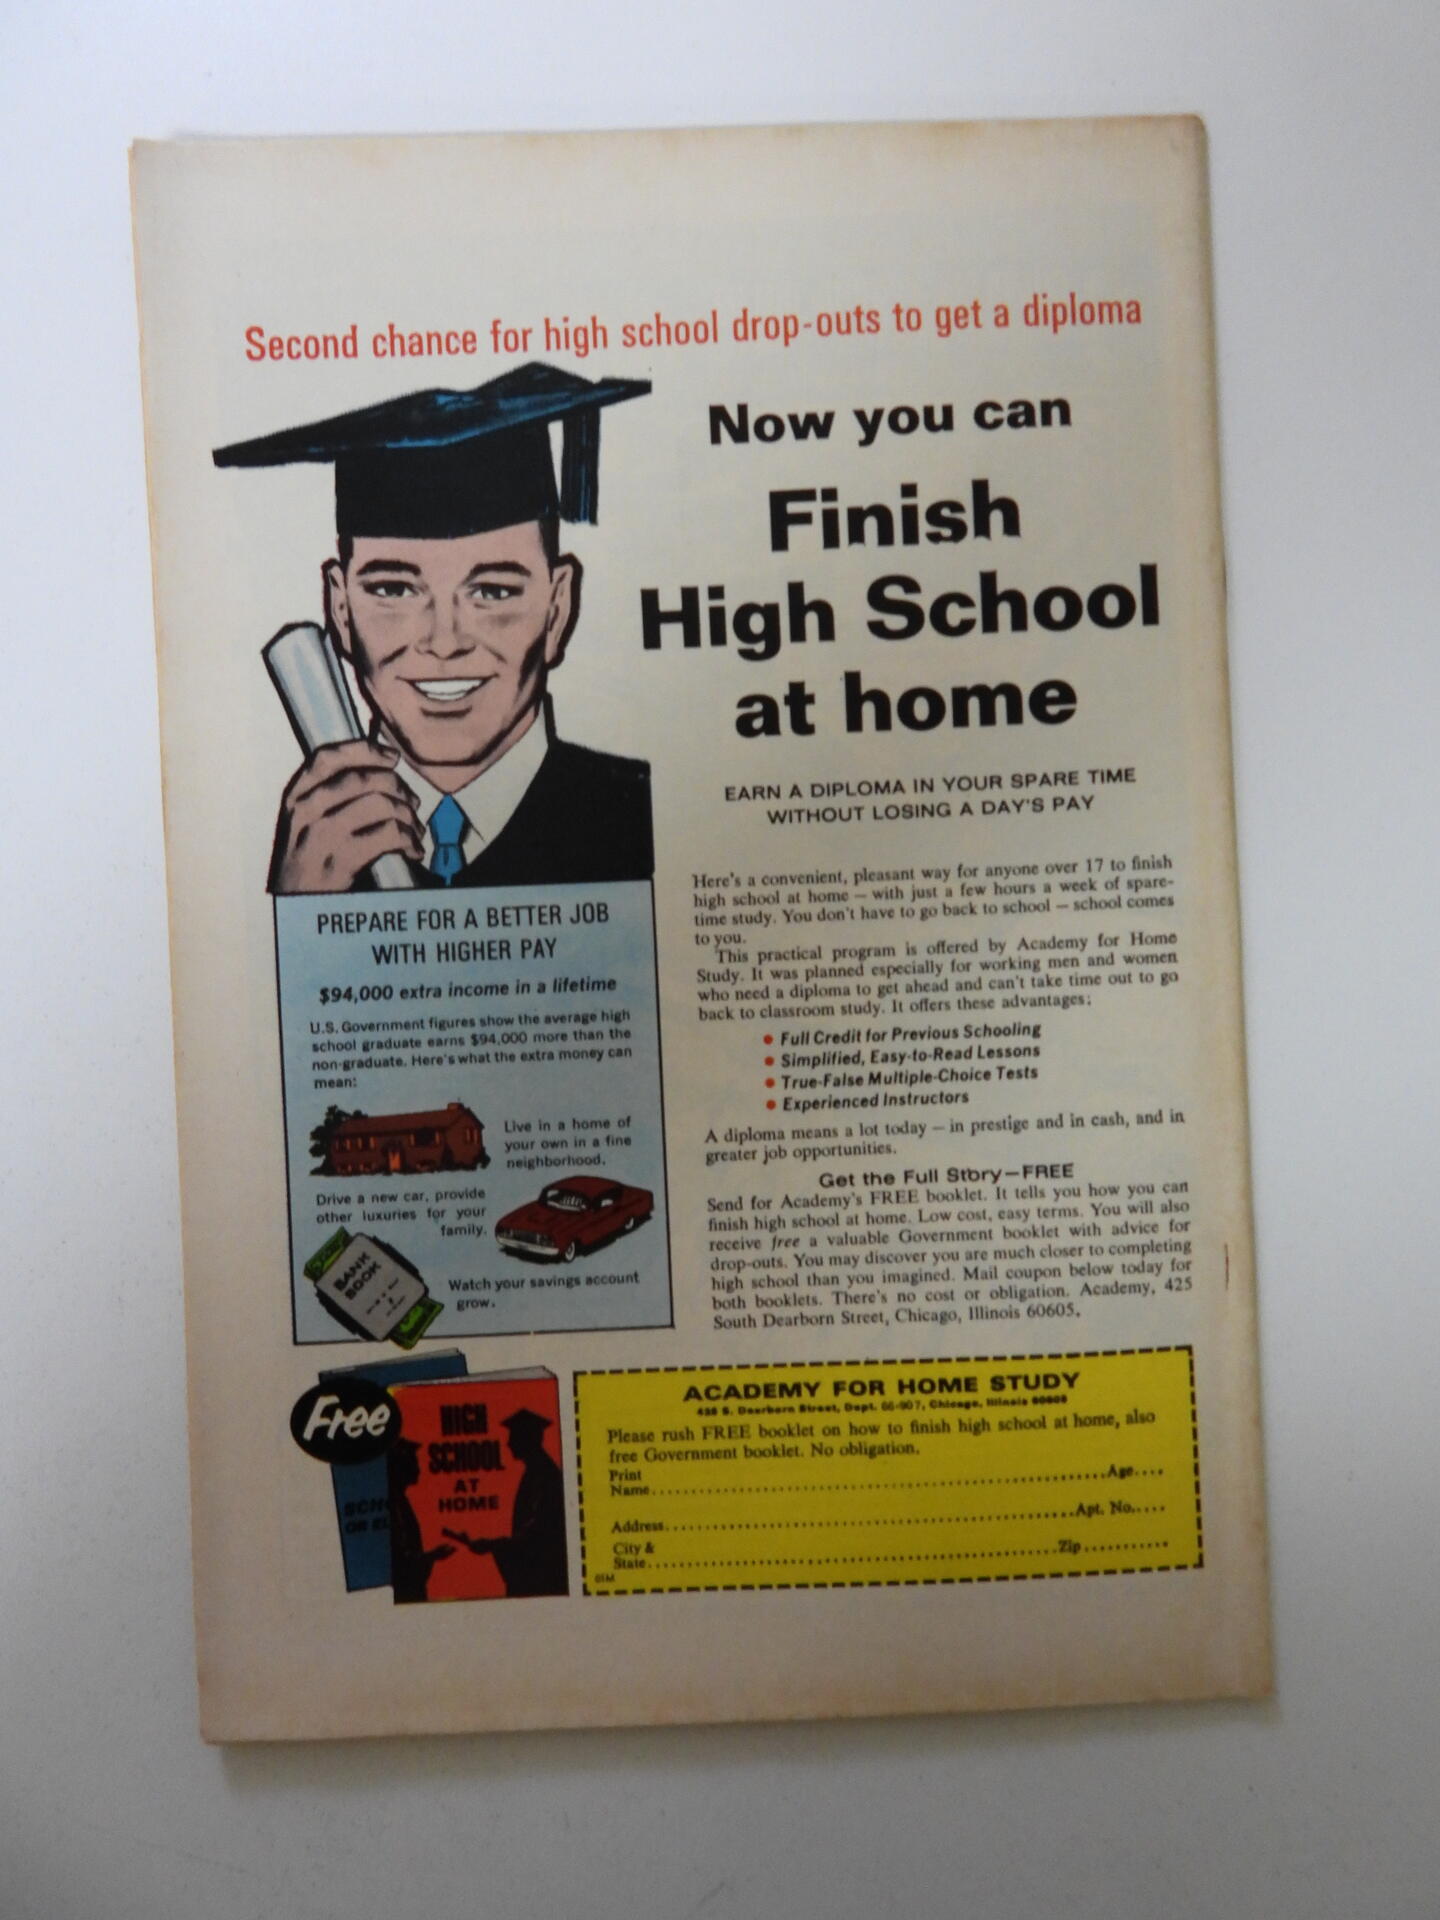 Second chance for high school drop-outs to get a diploma
Now you can
Finish
High School
at home
EARN A DIPLOMA IN YOUR SPARE TIME
WITHOUT LOSING A DAY'S PAY
PREPARE FOR A BETTER JOB
WITH HIGHER PAY
$94,000 extra income in a lifetime
U.S. Government figures show the average high
school graduate earns $94,000 more than the
non-graduate. Here's what the extra money can
mean:
Live in a home of
your own in a fine
neighborhood.
Drive a new car, provide
other luxuries for your
family.
BANK
BOOK
Watch your savings account
grow.
Here's a convenient, pleasant way for anyone over 17 to finish
high school at home — with just a few hours a week of spare-
time study. You don't have to go back to school — school comes
to you.
This practical program is offered by Academy for Home
Study. It was planned especially for working men and women
who need a diploma to get ahead and can't take time out to go
back to classroom study. It offers these advantages:
• Full Credit for Previous Schooling
• Simplified, Easy-to-Read Lessons
• True-False Multiple-Choice Tests
• Experienced Instructors
A diploma means a lot today — in prestige and in cash, and in
greater job opportunities.
Get the Full Story—FREE
Send for Academy's FREE booklet. It tells you how you can
finish high school at home. Low cost, easy terms. You will also
receive free a valuable Government booklet with advice for
drop-outs. You may discover you are much closer to completing
high school than you imagined. Mail coupon below today for
both booklets. There's no cost or obligation. Academy, 425
South Dearborn Street, Chicago, Illinois 60605.
Free
SCHO
OR EL
HIGH
SCHOOL
AT
HOME
ACADEMY FOR HOME STUDY
425 S. Dearborn Street, Dept. 66-907, Chicago, Illinois 60605
Please rush FREE booklet on how to finish high school at home, also
free Government booklet. No obligation.
Print
Name Age
Address Apt. No.
City &
State Zip